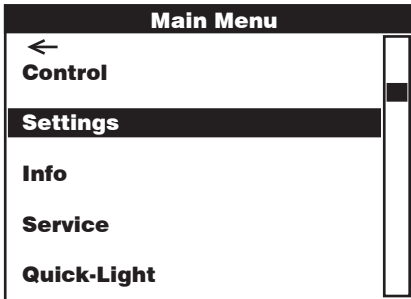 Main Menu
←
Control
Settings
Info
Service
Quick-Light